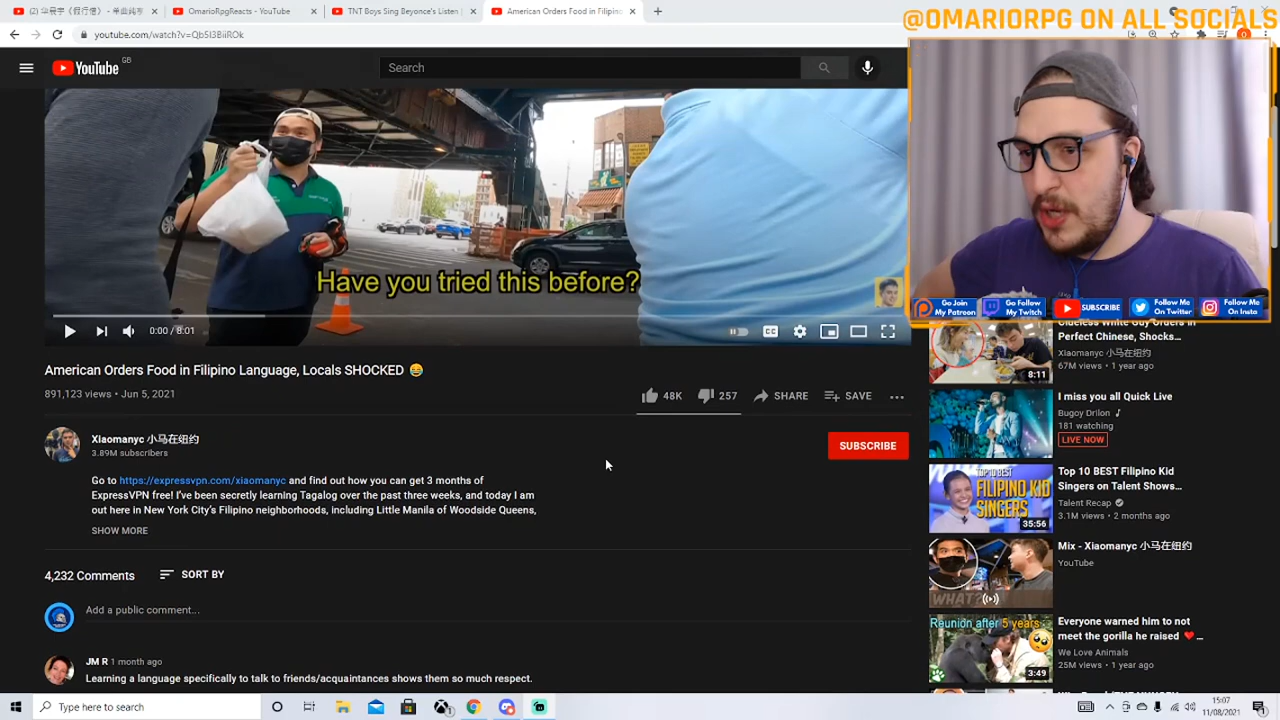 (2) 华晨宇《假行僧》- 单曲纯享
OmarioRpgReacts - YouTube
TNT Boys Sing Beyonce's Listen
American Orders Food in Filipino
@OMARIORPG ON ALL SOCIALS
youtube.com/watch?v=Qb5I3BiiROk
YouTube GB
Search
Have you tried this before?
0:00 / 8:01
CC
Go Join
My Patreon
Go Follow
My Twitch
SUBSCRIBE
Follow Me
On Twitter
Follow Me
On Insta
American Orders Food in Filipino Language, Locals SHOCKED 😂
891,123 views • Jun 5, 2021
48K
257
SHARE
SAVE
Xiaomanyc 小马在纽约
3.89M subscribers
SUBSCRIBE
Go to https://expressvpn.com/xiaomanyc and find out how you can get 3 months of
ExpressVPN free! I've been secretly learning Tagalog over the past three weeks, and today I am
out here in New York City's Filipino neighborhoods, including Little Manila of Woodside Queens,
SHOW MORE
4,232 Comments
SORT BY
Add a public comment...
JM R 1 month ago
Learning a language specifically to talk to friends/acquaintances shows them so much respect.
Clueless White Guy Orders in
Perfect Chinese, Shocks...
Xiaomanyc 小马在纽约
67M views • 1 year ago
8:11
I miss you all Quick Live
Bugoy Drilon ♪
181 watching
LIVE NOW
TOP 10 BEST
FILIPINO KID
SINGERS
35:56
Top 10 BEST Filipino Kid
Singers on Talent Shows...
Talent Recap
3.1M views • 2 months ago
WHAT?
Mix - Xiaomanyc 小马在纽约
YouTube
Reunion after 5 years
3:49
Everyone warned him to not
meet the gorilla he raised ❤️...
We Love Animals
25M views • 1 year ago
Type here to search
15:07
11/08/2021